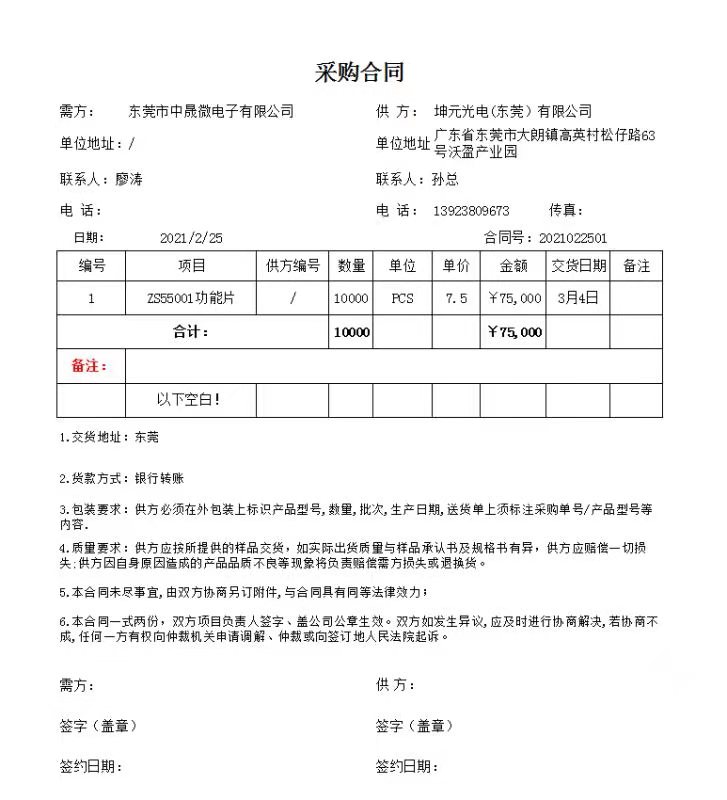 采购合同
需方： 东莞市中晟微电子有限公司 供 方： 坤元光电(东莞）有限公司
单位地址：/ 单位地址 广东省东莞市大朗镇高英村松仔路63
号沃盈产业园
联系人：廖涛 联系人：孙总
电 话： 电 话： 13923809673 传真：
日期： 2021/2/25 合同号：2021022501
编号 项目 供方编号 数量 单位 单价 金额 交货日期 备注
1 ZS55001功能片 / 10000 PCS 7.5 ￥75,000 3月4日
合计： 10000 ￥75,000
备注：
以下空白！
1.交货地址：东莞
2.货款方式：银行转账
3.包装要求：供方必须在外包装上标识产品型号,数量,批次,生产日期,送货单上须标注采购单号/产品型号等
内容.
4.质量要求：供方应按所提供的样品交货，如实际出货质量与样品承认书及规格书有异，供方应赔偿一切损
失;供方因自身原因造成的产品品质不良等现象将负责赔偿需方损失或退换货。
5.本合同未尽事宜,由双方协商另订附件,与合同具有同等法律效力；
6.本合同一式两份，双方项目负责人签字、盖公司公章生效。双方如发生异议,应及时进行协商解决,若协商不
成,任何一方有权向仲裁机关申请调解、仲裁或向签订地人民法院起诉。
需方： 供 方：
签字（盖章） 签字（盖章）
签约日期： 签约日期：